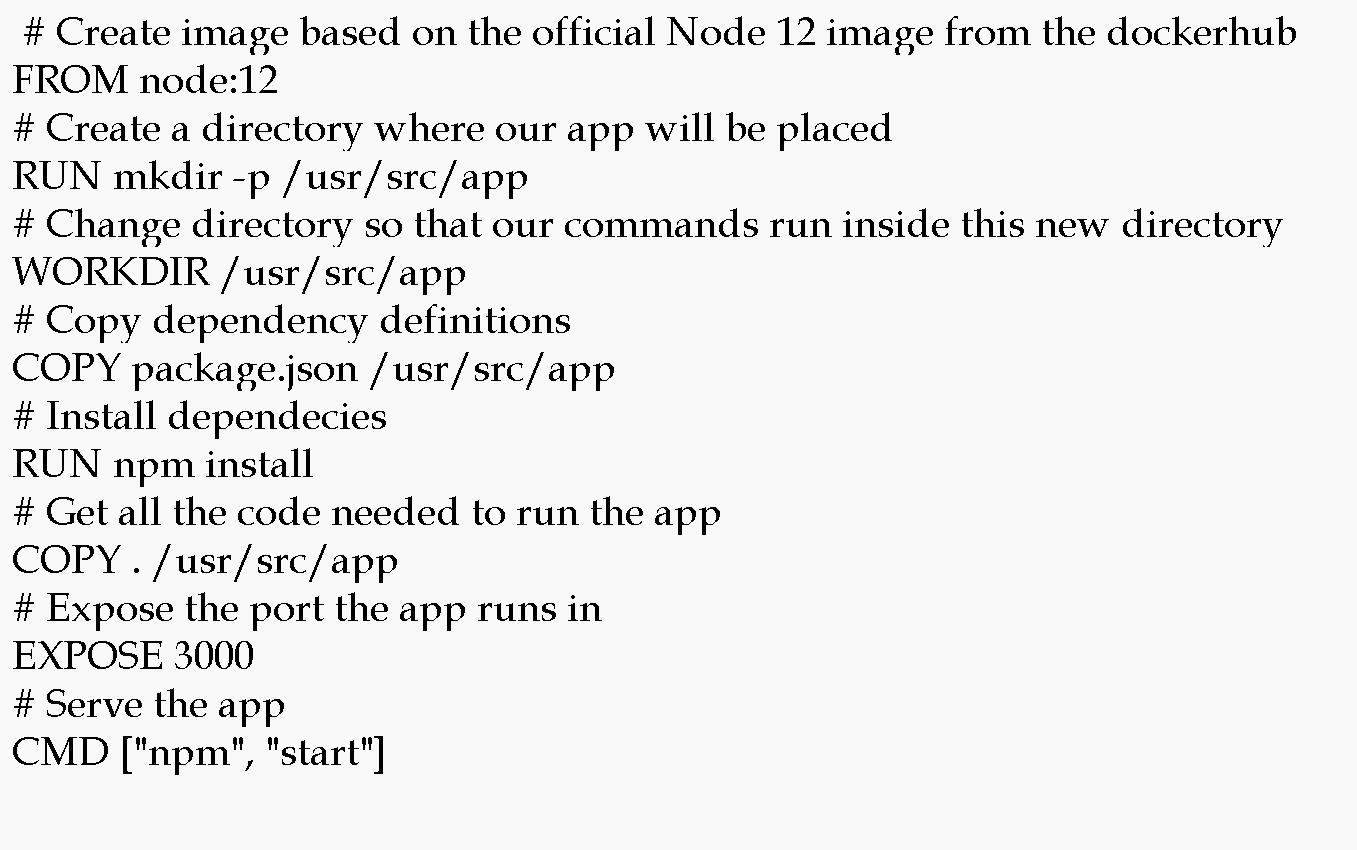 # Create image based on the official Node 12 image from the dockerhub
FROM node:12
# Create a directory where our app will be placed
RUN mkdir -p /usr/src/app
# Change directory so that our commands run inside this new directory
WORKDIR /usr/src/app
# Copy dependency definitions
COPY package.json /usr/src/app
# Install dependecies
RUN npm install
# Get all the code needed to run the app
COPY . /usr/src/app
# Expose the port the app runs in
EXPOSE 3000
# Serve the app
CMD ["npm", "start"]